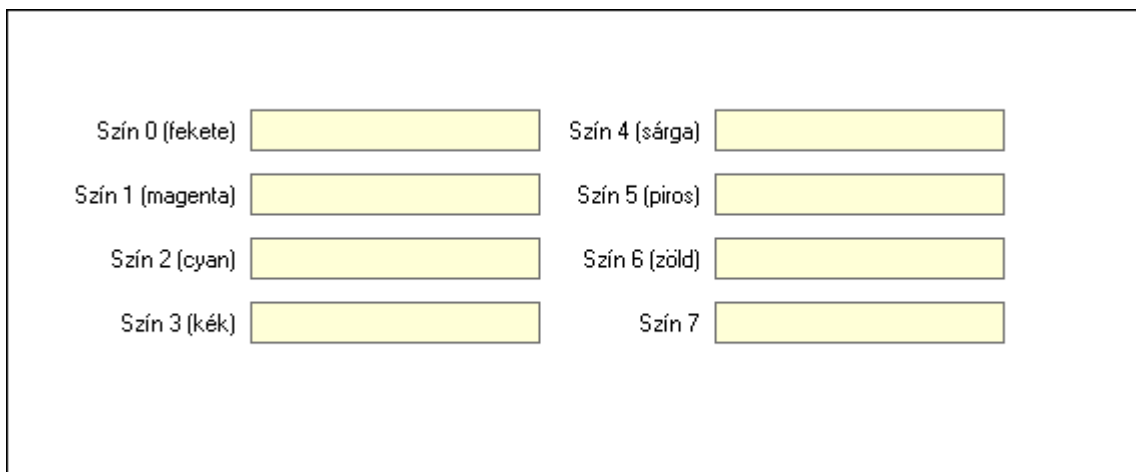 Szín 0 (fekete)
Szín 4 (sárga)
Szín 1 (magenta)
Szín 5 (piros)
Szín 2 (cyan)
Szín 6 (zöld)
Szín 3 (kék)
Szín 7